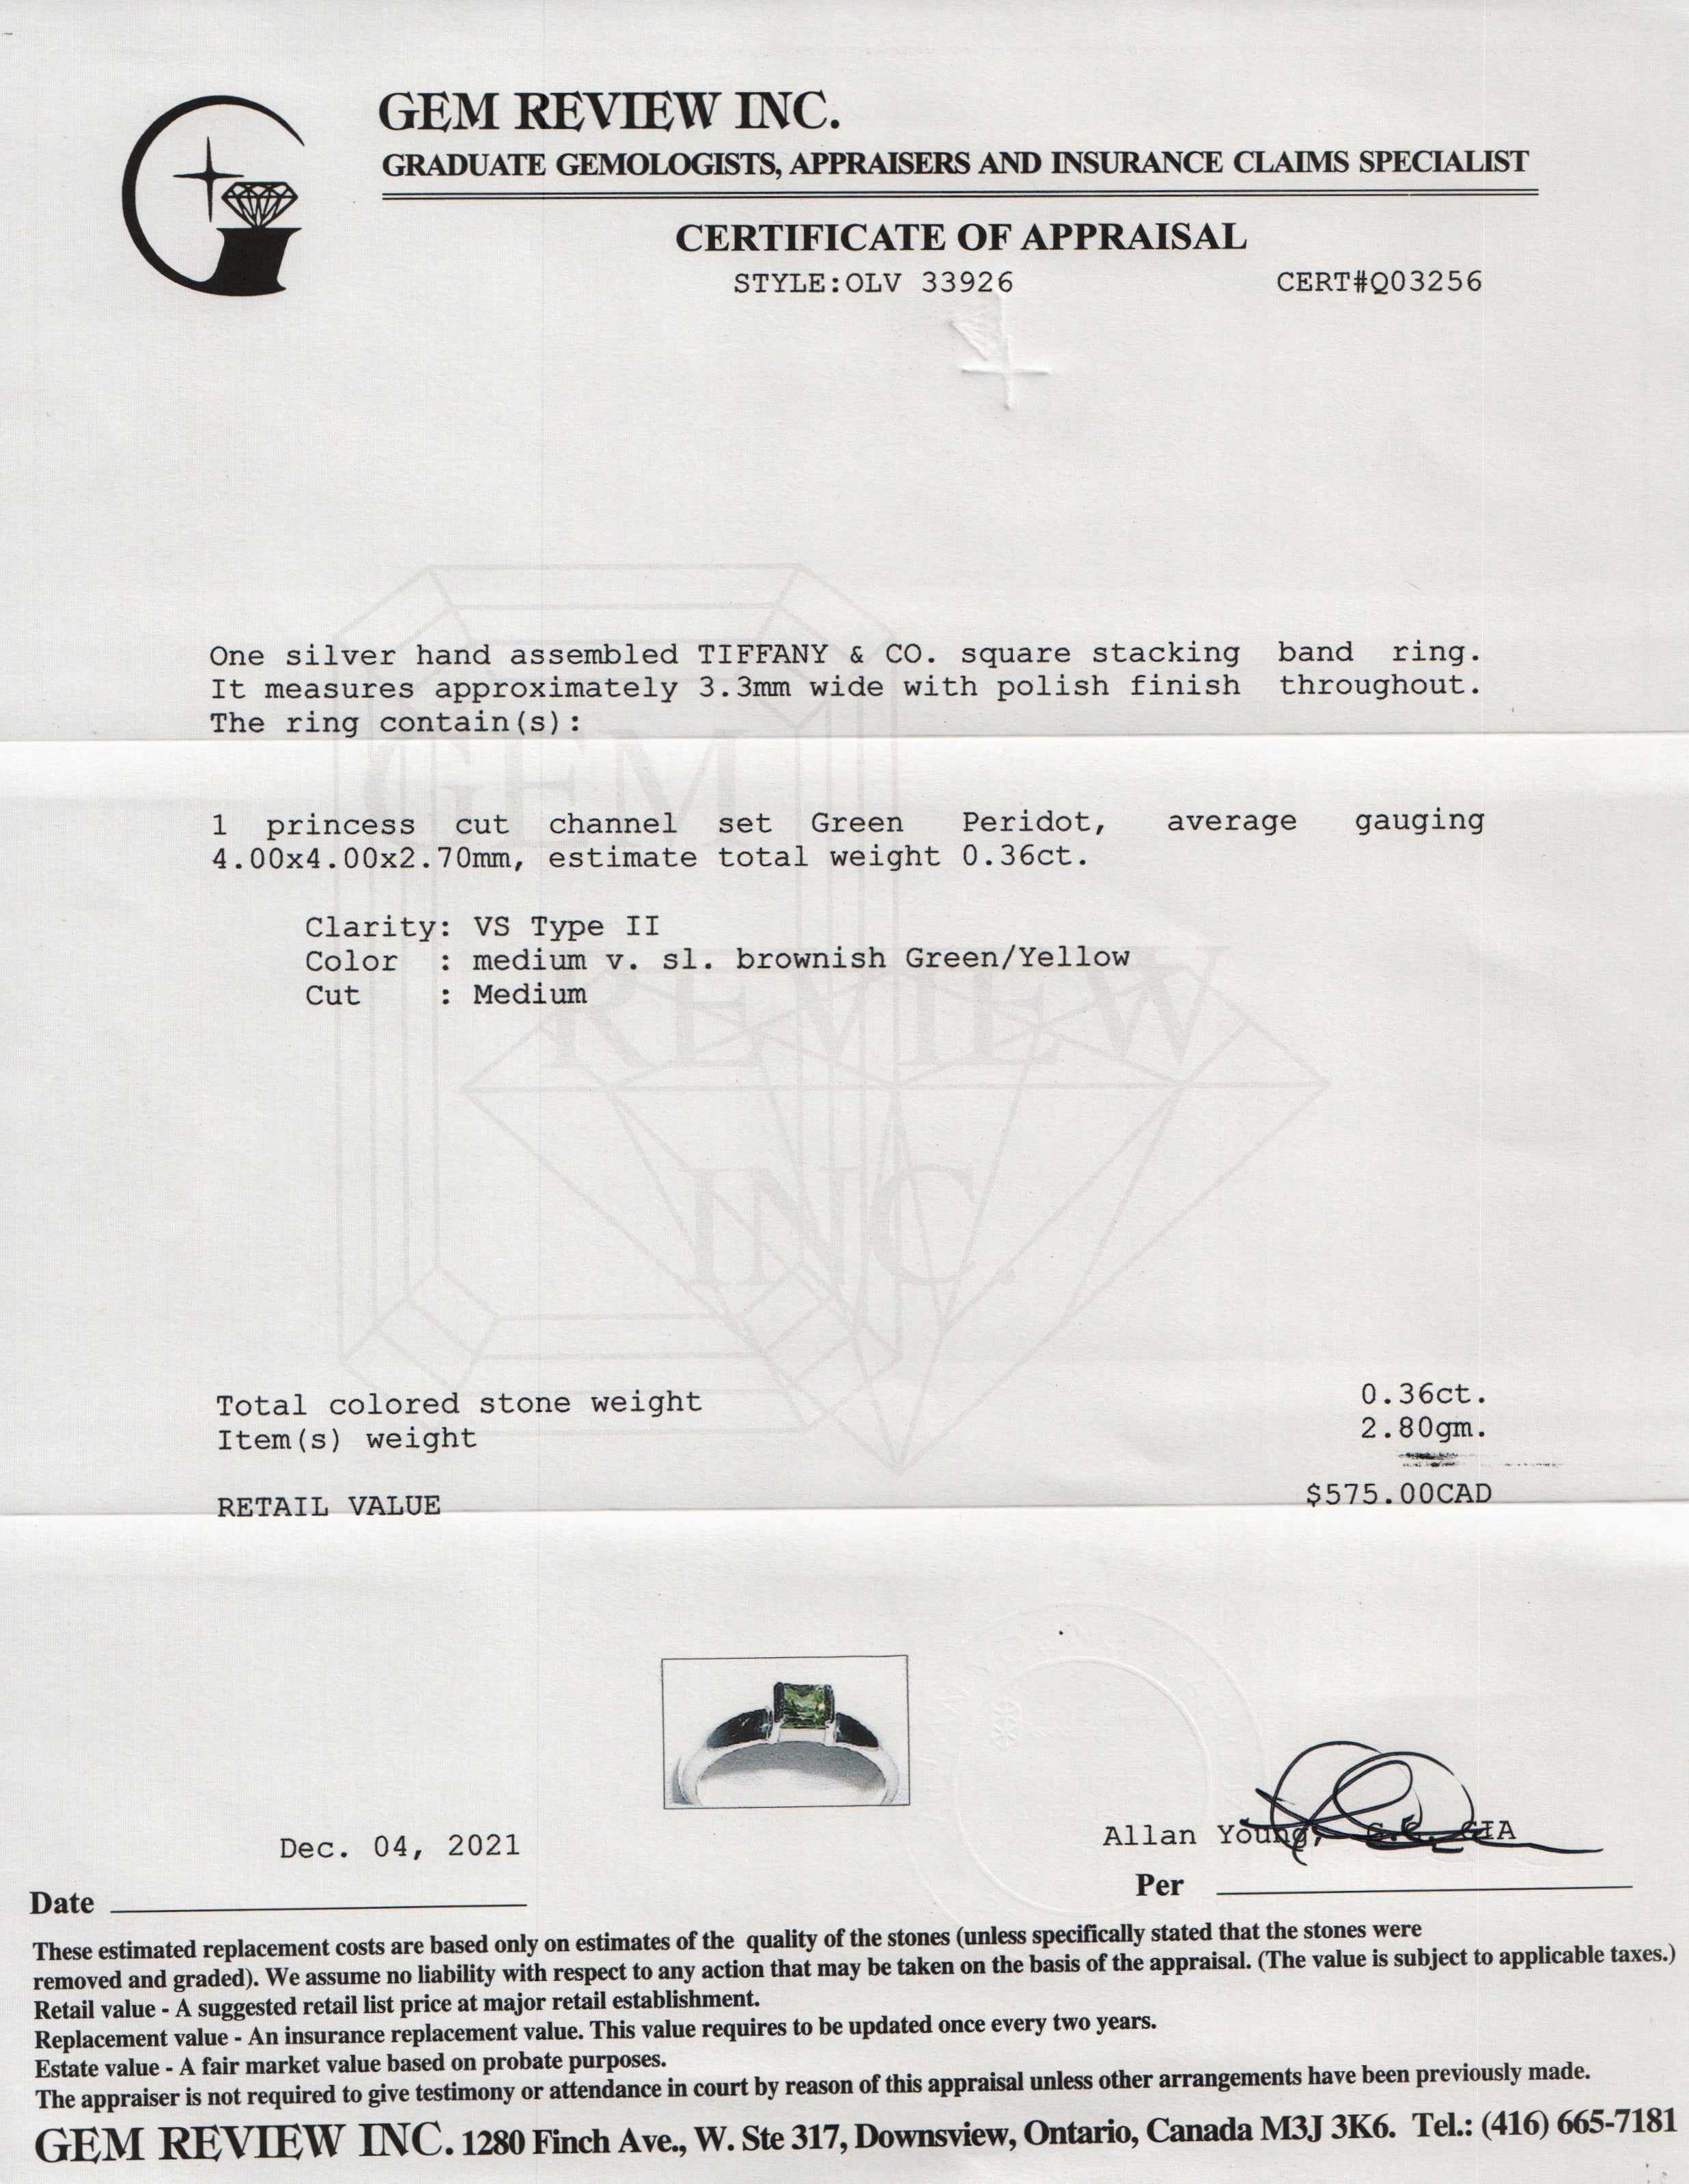 GEM REVIEW INC.
GRADUATE GEMOLOGISTS, APPRAISERS AND INSURANCE CLAIMS SPECIALIST
CERTIFICATE OF APPRAISAL
STYLE:OLV 33926 CERT#Q03256
One silver hand assembled TIFFANY & CO. square stacking band ring.
It measures approximately 3.3mm wide with polish finish throughout.
The ring contain(s):
1 princess cut channel set Green Peridot, average gauging
4.00x4.00x2.70mm, estimate total weight 0.36ct.
Clarity: VS Type II
Color : medium v. sl. brownish Green/Yellow
Cut : Medium
GEM
REVIEW
INC.
Total colored stone weight 0.36ct.
Item(s) weight 2.80gm.
RETAIL VALUE $575.00CAD
Dec. 04, 2021
Allan Young, G.G. GIA
Date
Per
These estimated replacement costs are based only on estimates of the quality of the stones (unless specifically stated that the stones were
removed and graded). We assume no liability with respect to any action that may be taken on the basis of the appraisal. (The value is subject to applicable taxes.)
Retail value - A suggested retail list price at major retail establishment.
Replacement value - An insurance replacement value. This value requires to be updated once every two years.
Estate value - A fair market value based on probate purposes.
The appraiser is not required to give testimony or attendance in court by reason of this appraisal unless other arrangements have been previously made.
GEM REVIEW INC. 1280 Finch Ave., W. Ste 317, Downsview, Ontario, Canada M3J 3K6. Tel.: (416) 665-7181